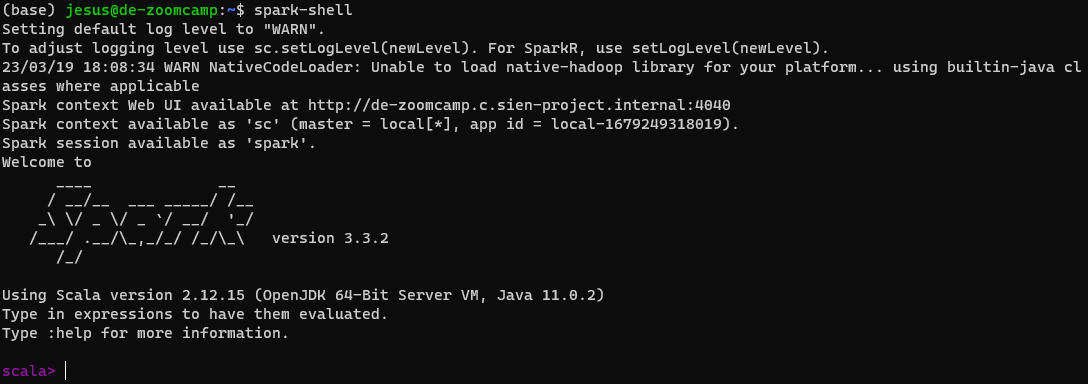 (base) jesus@de-zoomcamp:~$ spark-shell
Setting default log level to "WARN".
To adjust logging level use sc.setLogLevel(newLevel). For SparkR, use setLogLevel(newLevel).
23/03/19 18:08:34 WARN NativeCodeLoader: Unable to load native-hadoop library for your platform... using builtin-java cl
asses where applicable
Spark context Web UI available at http://de-zoomcamp.c.sien-project.internal:4040
Spark context available as 'sc' (master = local[*], app id = local-1679249318019).
Spark session available as 'spark'.
Welcome to
      ____              __
     / __/__  ___ _____/ /__
    _\ \/ _ \/ _ `/ __/  '_/
   /___/ .__/\_,_/_/ /_/\_\   version 3.3.2
      /_/

Using Scala version 2.12.15 (OpenJDK 64-Bit Server VM, Java 11.0.2)
Type in expressions to have them evaluated.
Type :help for more information.

scala>